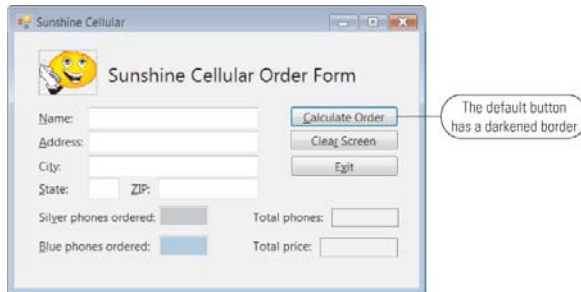 Sunshine Cellular
Sunshine Cellular Order Form
Name:
Calculate Order
The default button
has a darkened border
Address:
Clear Screen
City:
Exit
State: ZIP:
Silver phones ordered: Total phones:
Blue phones ordered: Total price: